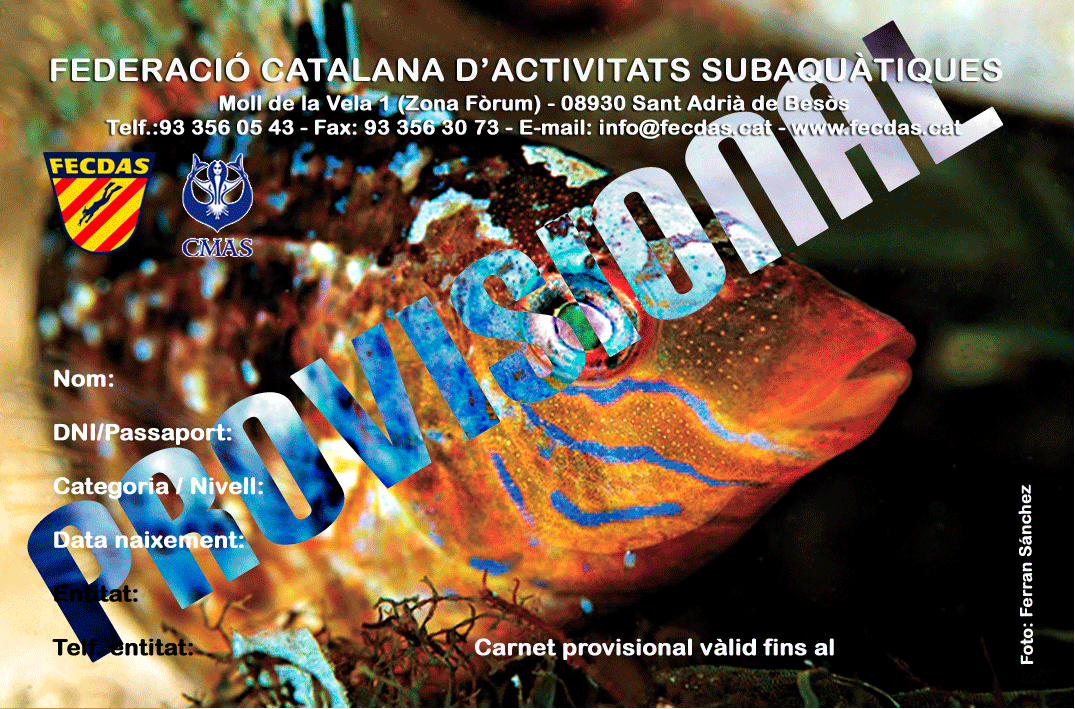 FEDERACIÓ CATALANA D'ACTIVITATS SUBAQUÀTIQUES
Moll de la Vela 1 (Zona Fòrum) - 08930 Sant Adrià de Besòs
Telf.:93 356 05 43 - Fax: 93 356 30 73 - E-mail: info@fecdas.cat - www.fecdas.cat
FECDAS
CMAS
PROVISIONAL
Nom:
DNI/Passaport:
Categoria / Nivell:
Data naixement:
Entitat:
Telf. entitat:
Carnet provisional vàlid fins al
Foto: Ferran Sánchez